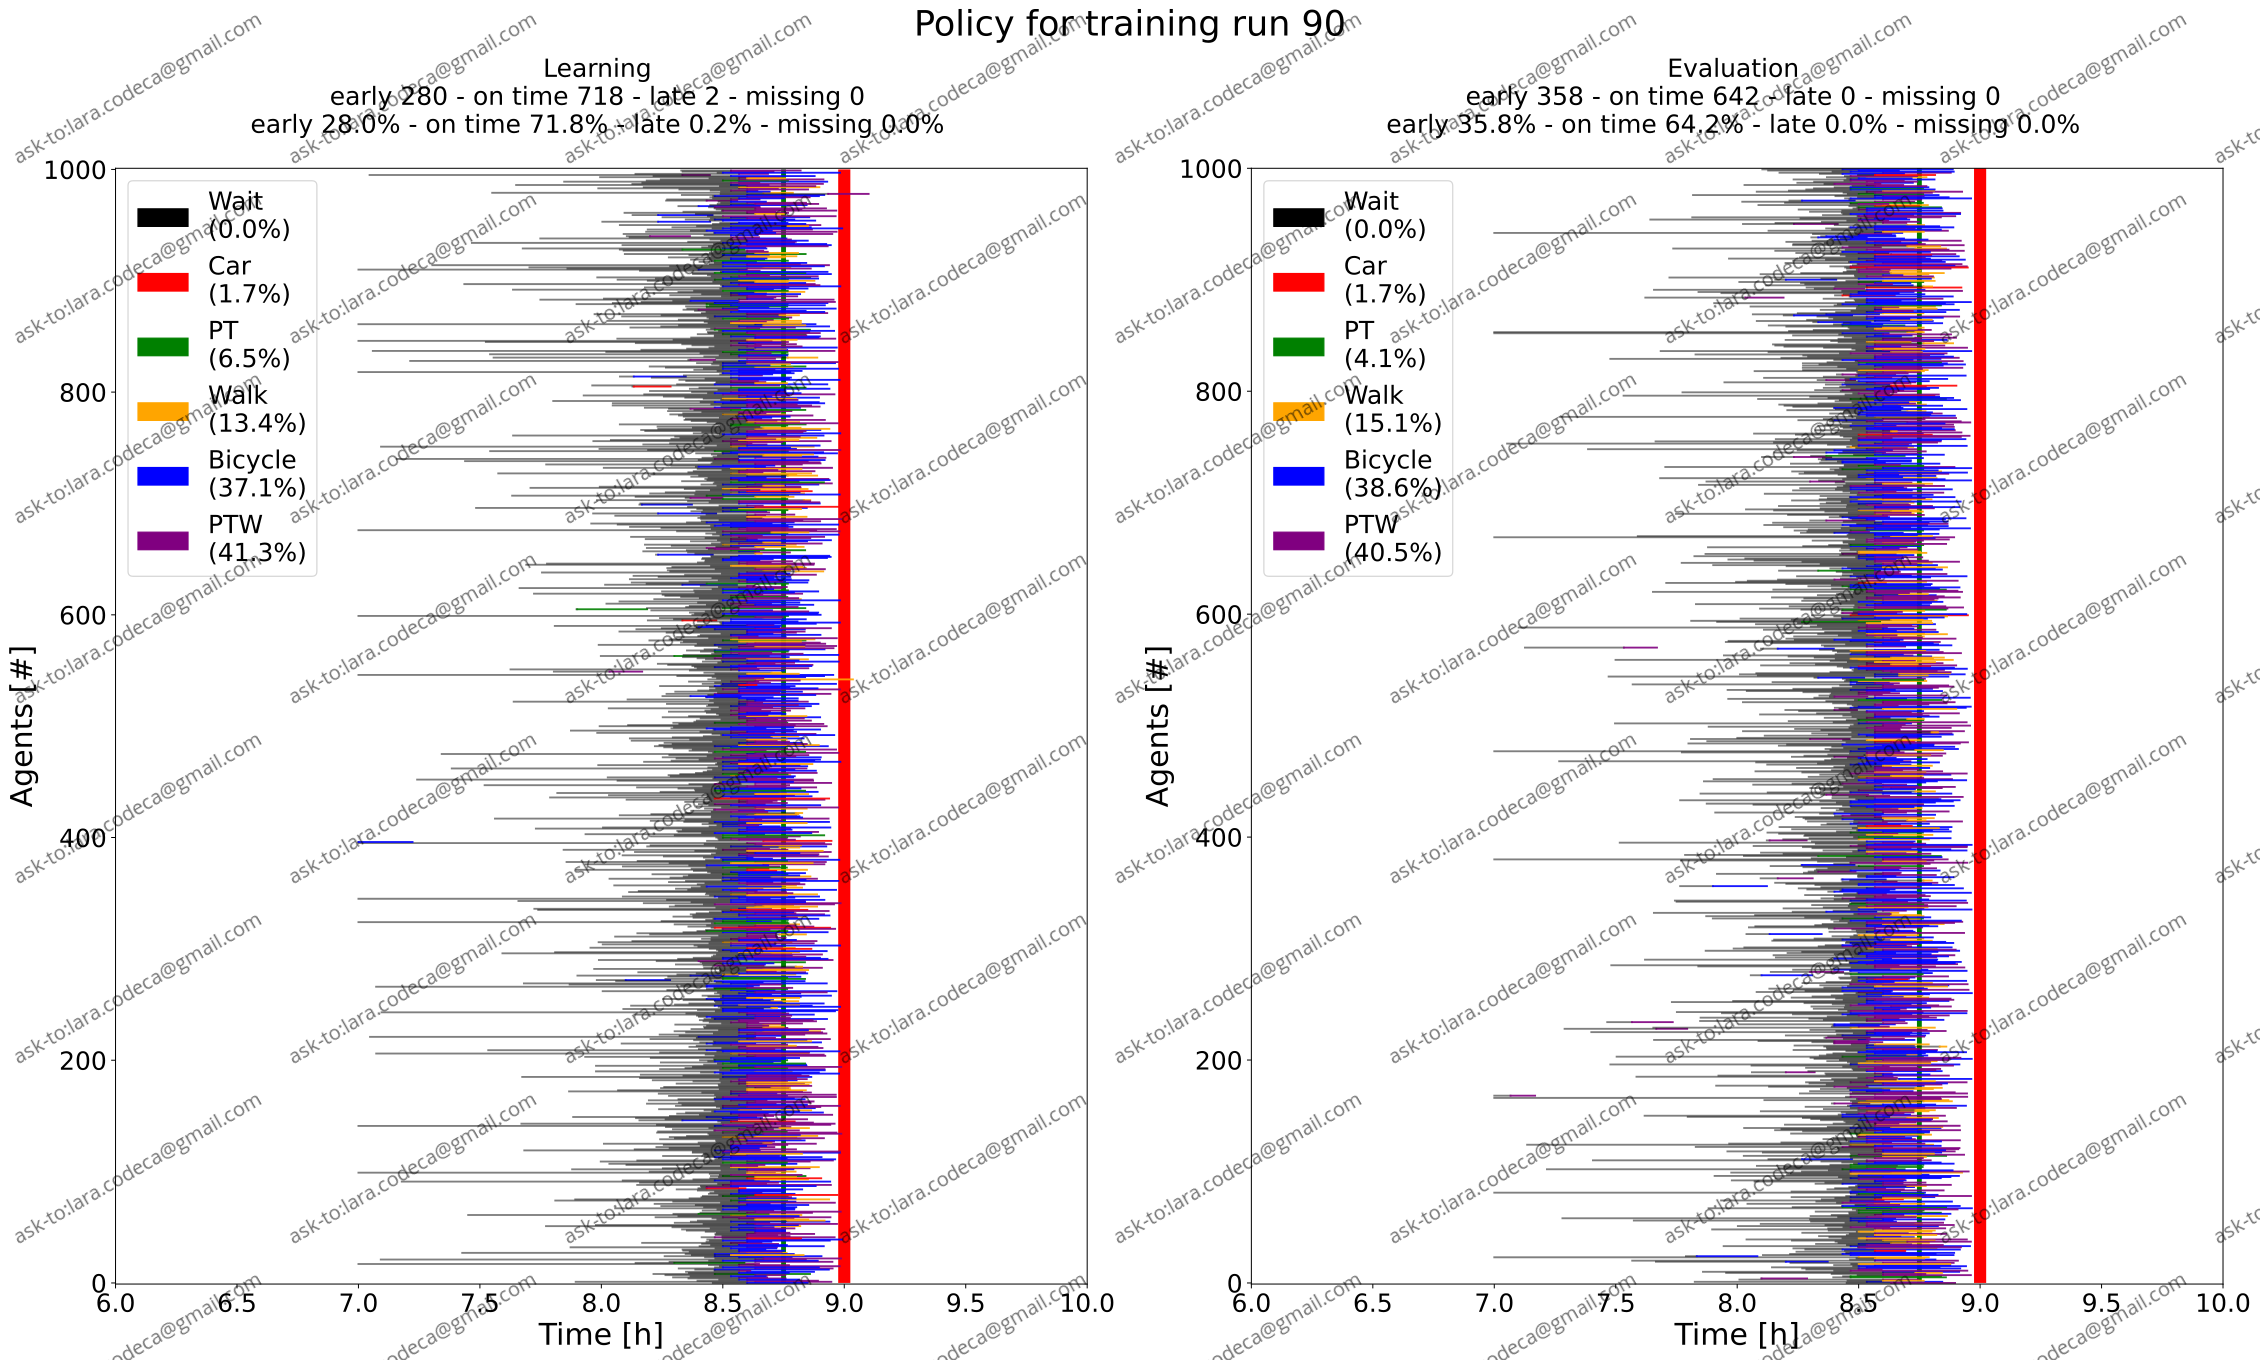 Policy for training run 90
Learning
early 280 - on time 718 - late 2 - missing 0
early 28.0% - on time 71.8% - late 0.2% - missing 0.0%
1000
800
600
400
200
0
Agents [#]
Wait
(0.0%)
Car
(1.7%)
PT
(6.5%)
Walk
(13.4%)
Bicycle
(37.1%)
PTW
(41.3%)
6.0 6.5 7.0 7.5 8.0 8.5 9.0 9.5 10.0
Time [h]
Evaluation
early 358 - on time 642 - late 0 - missing 0
early 35.8% - on time 64.2% - late 0.0% - missing 0.0%
1000
800
600
400
200
0
Agents [#]
Wait
(0.0%)
Car
(1.7%)
PT
(4.1%)
Walk
(15.1%)
Bicycle
(38.6%)
PTW
(40.5%)
6.0 6.5 7.0 7.5 8.0 8.5 9.0 9.5 10.0
Time [h]
ask-to:lara.codeca@gmail.com